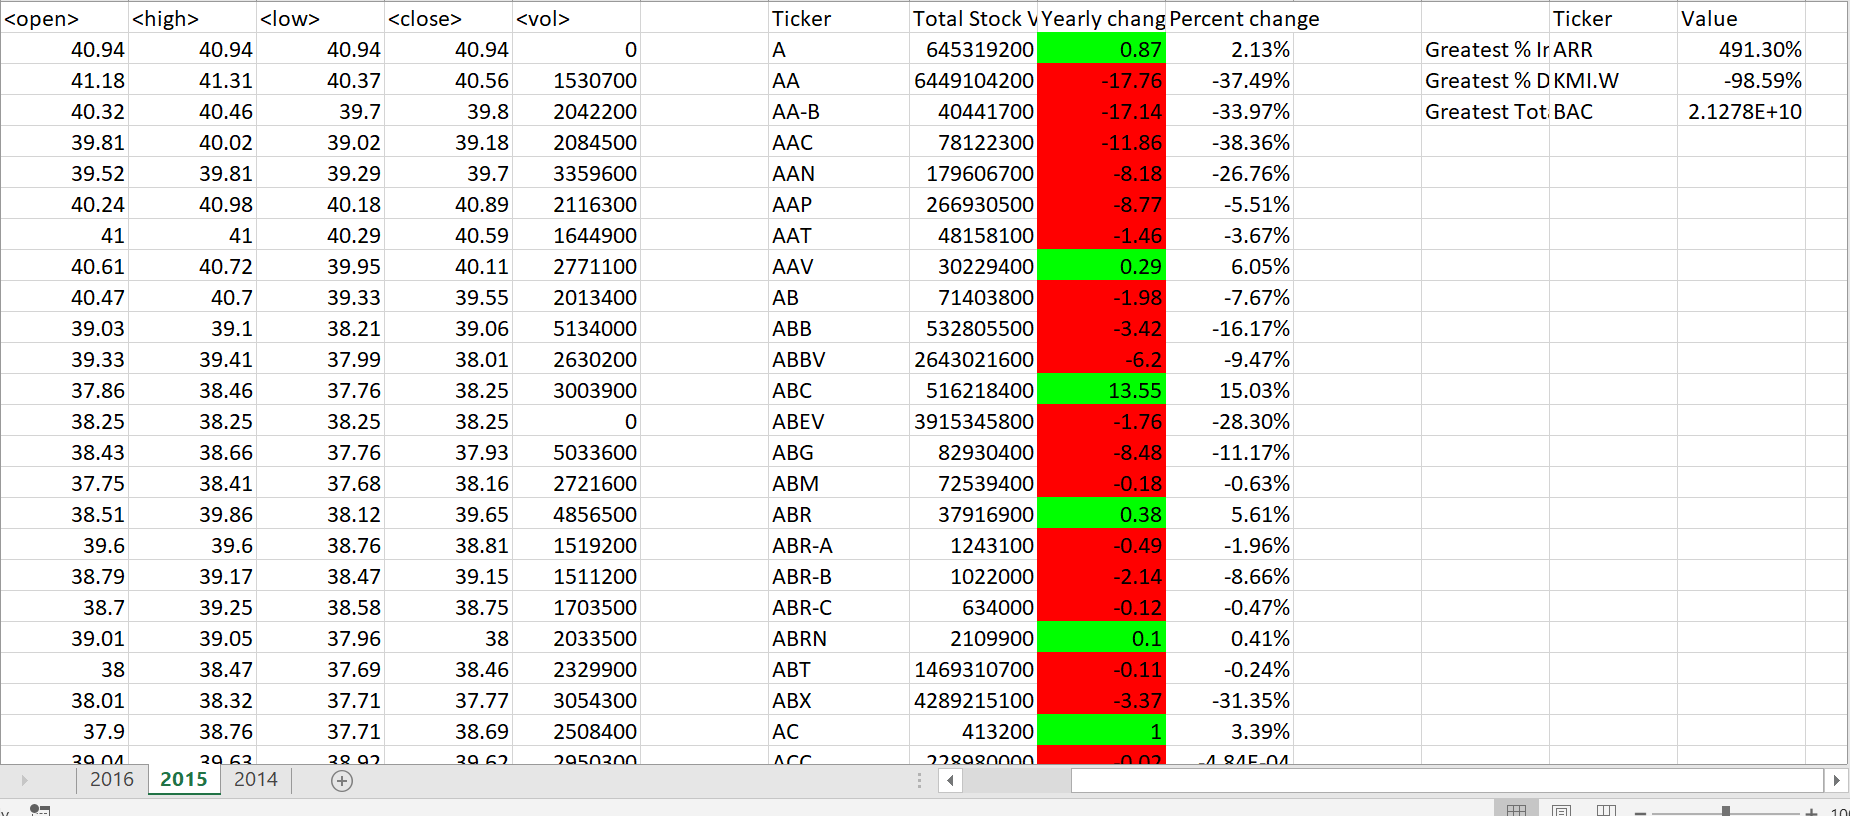 <open> <high> <low> <close> <vol> Ticker Total Stock V Yearly chang Percent change Ticker Value
40.94 40.94 40.94 40.94 0 A 645319200 0.87 2.13% Greatest % Ir ARR 491.30%
41.18 41.31 40.37 40.56 1530700 AA 6449104200 -17.76 -37.49% Greatest % D KMI.W -98.59%
40.32 40.46 39.7 39.8 2042200 AA-B 40441700 -17.14 -33.97% Greatest Tot BAC 2.1278E+10
39.81 40.02 39.02 39.18 2084500 AAC 78122300 -11.86 -38.36%
39.52 39.81 39.29 39.7 3359600 AAN 179606700 -8.18 -26.76%
40.24 40.98 40.18 40.89 2116300 AAP 266930500 -8.77 -5.51%
41 41 40.29 40.59 1644900 AAT 48158100 -1.46 -3.67%
40.61 40.72 39.95 40.11 2771100 AAV 30229400 0.29 6.05%
40.47 40.7 39.33 39.55 2013400 AB 71403800 -1.98 -7.67%
39.03 39.1 38.21 39.06 5134000 ABB 532805500 -3.42 -16.17%
39.33 39.41 37.99 38.01 2630200 ABBV 2643021600 -6.2 -9.47%
37.86 38.46 37.76 38.25 3003900 ABC 516218400 13.55 15.03%
38.25 38.25 38.25 38.25 0 ABEV 3915345800 -1.76 -28.30%
38.43 38.66 37.76 37.93 5033600 ABG 82930400 -8.48 -11.17%
37.75 38.41 37.68 38.16 2721600 ABM 72539400 -0.18 -0.63%
38.51 39.86 38.12 39.65 4856500 ABR 37916900 0.38 5.61%
39.6 39.6 38.76 38.81 1519200 ABR-A 1243100 -0.49 -1.96%
38.79 39.17 38.47 39.15 1511200 ABR-B 1022000 -2.14 -8.66%
38.7 39.25 38.58 38.75 1703500 ABR-C 634000 -0.12 -0.47%
39.01 39.05 37.96 38 2033500 ABRN 2109900 0.1 0.41%
38 38.47 37.69 38.46 2329900 ABT 1469310700 -0.11 -0.24%
38.01 38.32 37.71 37.77 3054300 ABX 4289215100 -3.37 -31.35%
37.9 38.76 37.71 38.69 2508400 AC 413200 1 3.39%
39.04 39.63 38.92 39.62 2950300 ACC 228980000 -0.02 -4.84E-04
2016 2015 2014